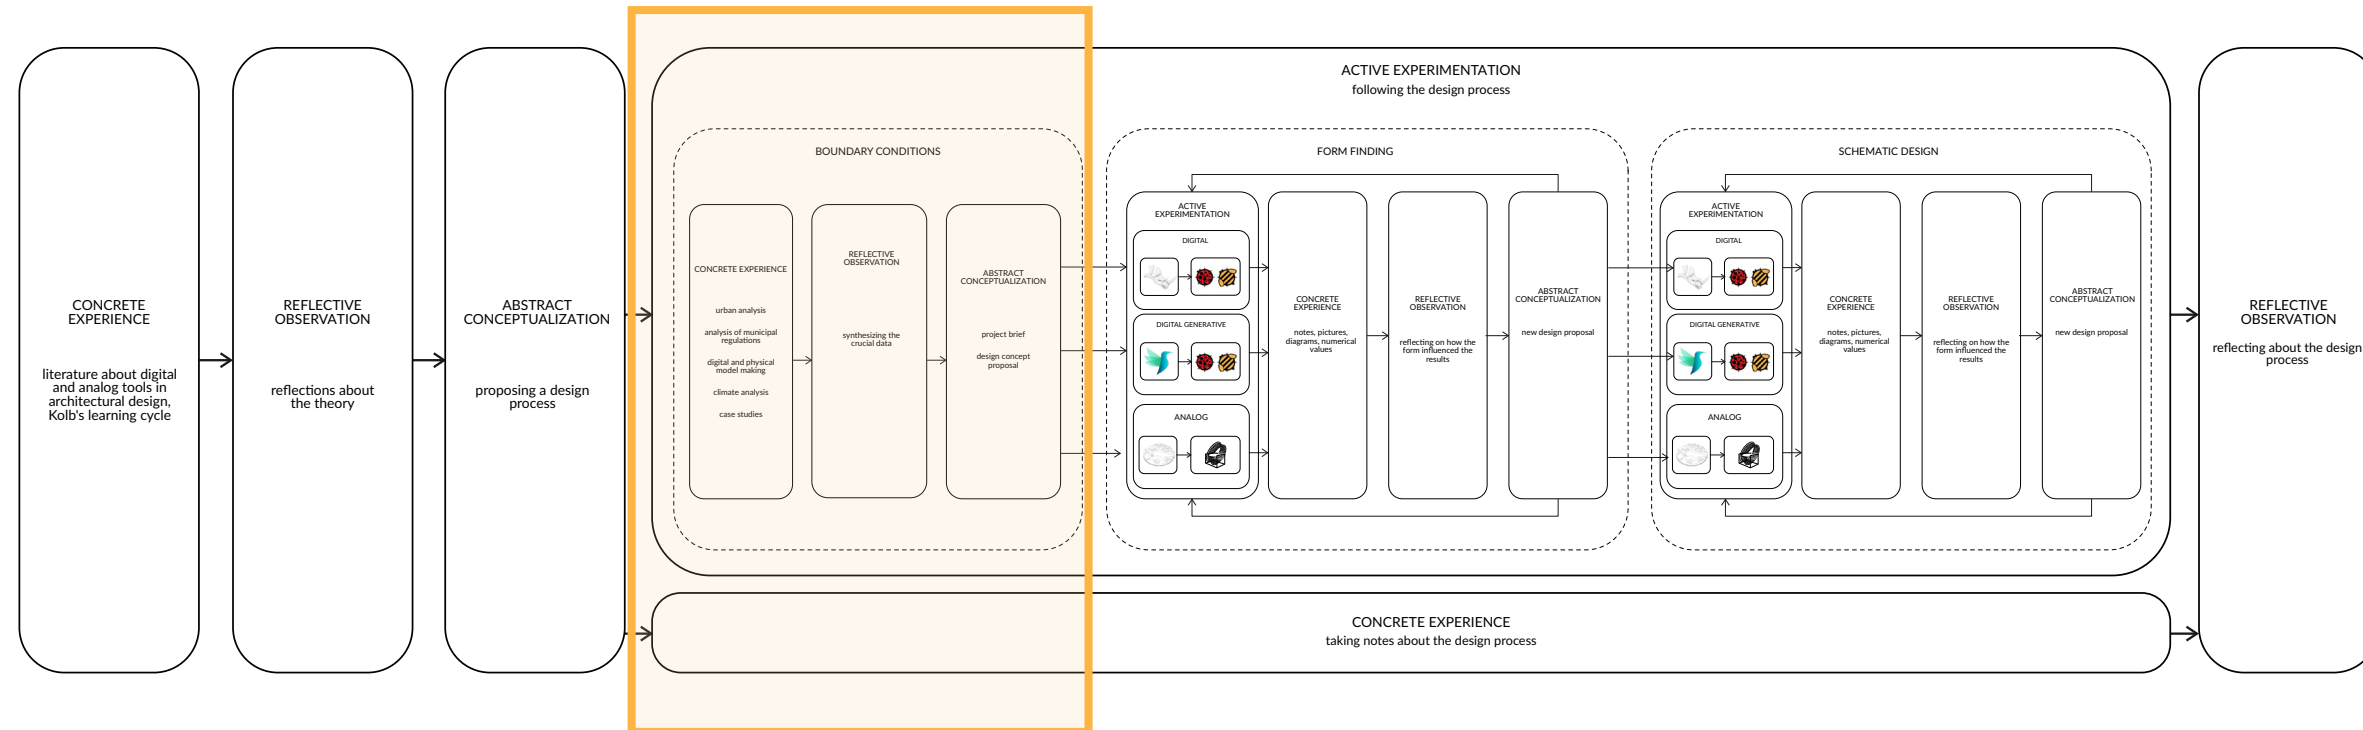 CONCRETE
EXPERIENCE
literature about digital
and analog tools in
architectural design,
Kolb's learning cycle
REFLECTIVE
OBSERVATION
reflections about
the theory
ABSTRACT
CONCEPTUALIZATION
proposing a design
process
ACTIVE EXPERIMENTATION
following the design process
BOUNDARY CONDITIONS
CONCRETE EXPERIENCE
urban analysis
analysis of municipal
regulations
digital and physical
model making
climate analysis
case studies
REFLECTIVE
OBSERVATION
synthesizing the
crucial data
ABSTRACT
CONCEPTUALIZATION
project brief
design concept
proposal
FORM FINDING
ACTIVE
EXPERIMENTATION
DIGITAL
DIGITAL GENERATIVE
ANALOG
CONCRETE
EXPERIENCE
notes, pictures,
diagrams, numerical
values
REFLECTIVE
OBSERVATION
reflecting on how the
form influenced the
results
ABSTRACT
CONCEPTUALIZATION
new design proposal
SCHEMATIC DESIGN
ACTIVE
EXPERIMENTATION
DIGITAL
DIGITAL GENERATIVE
ANALOG
CONCRETE
EXPERIENCE
notes, pictures,
diagrams, numerical
values
REFLECTIVE
OBSERVATION
reflecting on how the
form influenced the
results
ABSTRACT
CONCEPTUALIZATION
new design proposal
CONCRETE EXPERIENCE
taking notes about the design process
REFLECTIVE
OBSERVATION
reflecting about the design
process